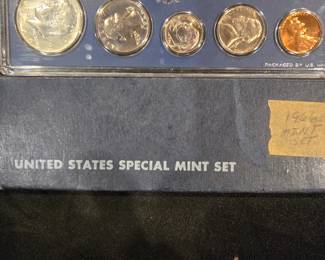 PACKAGED BY U.S.
UNITED STATES SPECIAL MINT SET
1966
MINT
SET